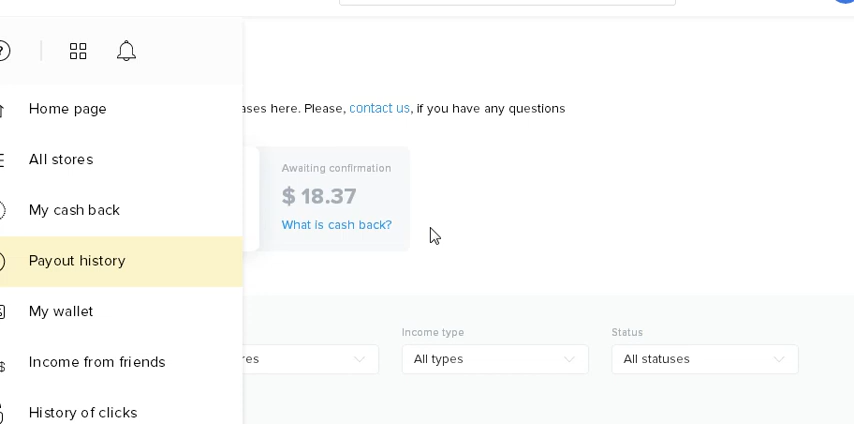 Home page
All stores
My cash back
Payout history
My wallet
Income from friends
History of clicks
here. Please, contact us, if you have any questions
Awaiting confirmation
$ 18.37
What is cash back?
Income type
Status
All types
All statuses